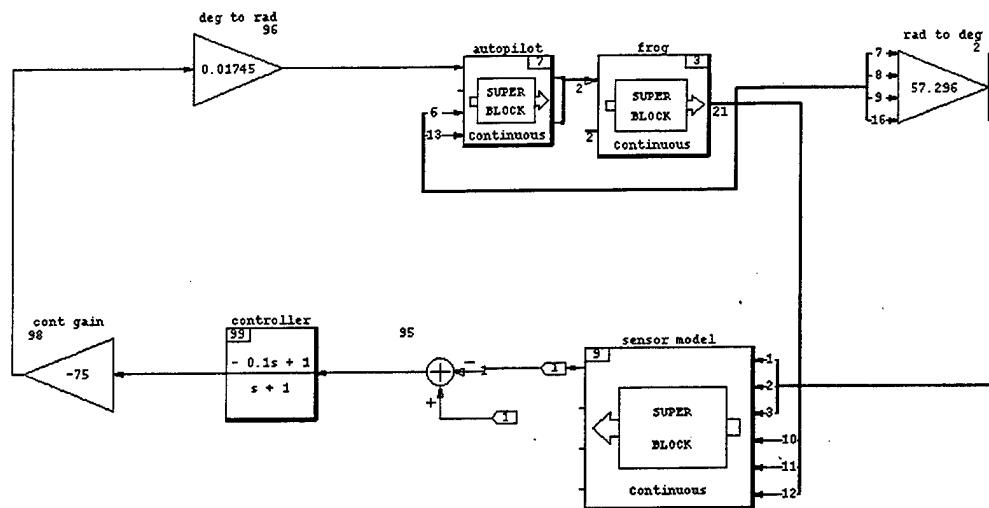 deg to rad
96
0.01745
autopilot
7
6
13
SUPER
BLOCK
Continuous
2
frog
3
SUPER
BLOCK
Continuous
2
21
rad to deg
2
7
8
9
16
57.296
cont gain
98
-75
controller
99
- 0.1s + 1
s + 1
95
-
1
+
1
1
sensor model
9
SUPER
BLOCK
Continuous
1
2
3
10
11
12